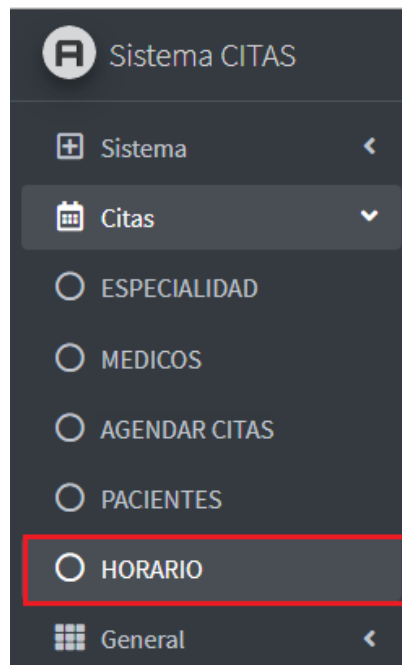 Sistema CITAS
Sistema
Citas
ESPECIALIDAD
MEDICOS
AGENDAR CITAS
PACIENTES
HORARIO
General